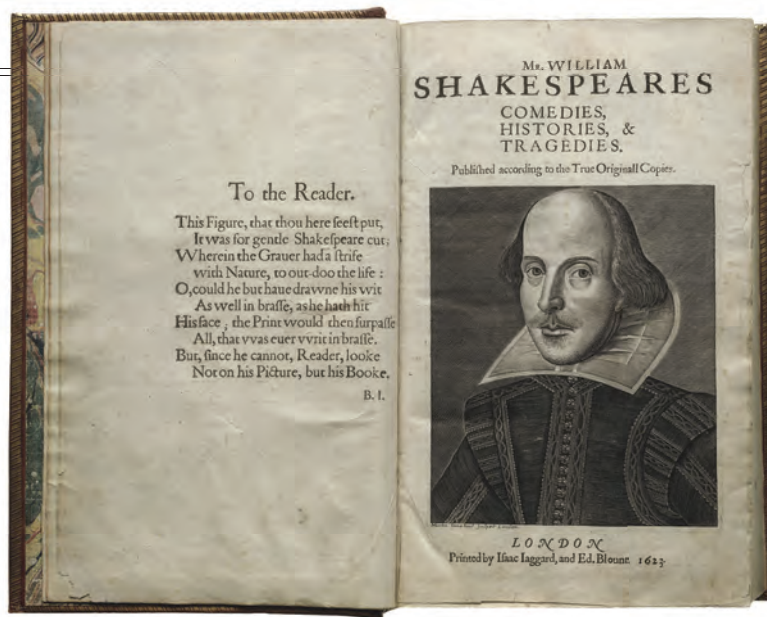 To the Reader.
This Figure, that thou here ſeeſt put,
It was for gentle Shakeſpeare cut;
Wherein the Grauer had a ſtrife
with Nature, to out-doo the life :
O, could he but haue drawne his wit
As well in braſſe, as he hath hit
His face ; the Print would then ſurpaſſe
All, that vvas euer vvrit in braſſe.
But, ſince he cannot, Reader, looke
Not on his Picture, but his Booke.
B. I.
Mr. WILLIAM
SHAKESPEARES
COMEDIES,
HISTORIES, &
TRAGEDIES.
Publiſhed according to the True Originall Copies.
LONDON
Printed by Iſaac Iaggard, and Ed. Blount. 1623.